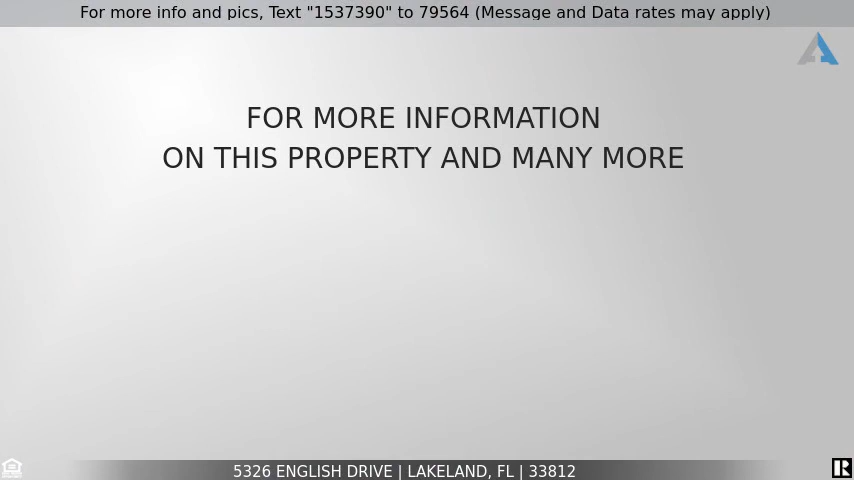 For more info and pics, Text "1537390" to 79564 (Message and Data rates may apply)
FOR MORE INFORMATION
ON THIS PROPERTY AND MANY MORE
5326 ENGLISH DRIVE | LAKELAND, FL | 33812